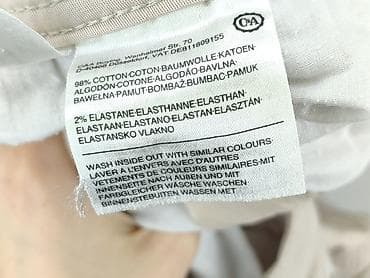 C&A
C&A Buying, Wanheimer Str. 70
D-40468 Düsseldorf, VAT DE811609155
98% COTTON·COTON·BAUMWOLLE·KATOEN·
ALGODÓN·COTONE·ALGODÃO·BAVLNA·
BAWEŁNA·PAMUT·BOMBAŽ·BUMBAC·PAMUK
2% ELASTANE·ELASTHANNE·ELASTHAN·
ELASTAAN·ELASTANO·ELASTAN·ELASZTÁN·
ELASTANSKO VLAKNO
WASH INSIDE OUT WITH SIMILAR COLOURS·
LAVER A L'ENVERS AVEC D'AUTRES
VETEMENTS DE COULEURS SIMILAIRES·MIT
INNENSEITE NACH AUßEN UND MIT
FARBGLEICHER WÄSCHE WASCHEN·
BINNENSTEBUITEN WASSEN MET